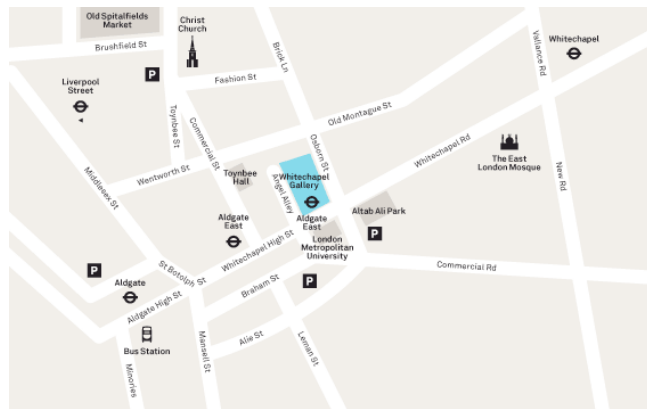 Old Spitalfields
Market
Christ
Church
Brushfield St
Brick Ln
Vallance Rd
Whitechapel
P
Fashion St
Liverpool
Street
Toynbee St
Commercial St
Old Montague St
Osborn St
Whitechapel Rd
The East
London Mosque
New Rd
Wentworth St
Toynbee
Hall
Whitechapel
Gallery
Angel Alley
Middlesex St
Aldgate
East
Aldgate
East
Altab Ali Park
P
London
Metropolitan
University
Whitechapel High St
Commercial Rd
P
St Botolph St
P
Aldgate
Braham St
Aldgate High St
Bus Station
Mansell St
Alie St
Leman St
Minories